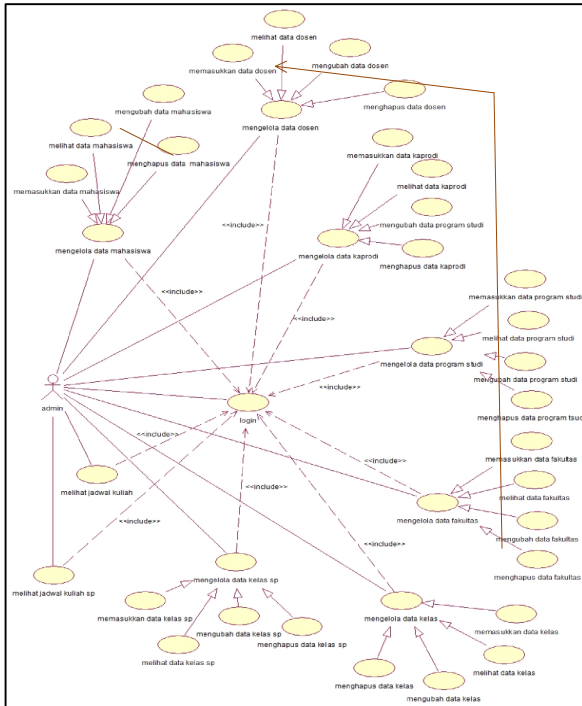 melihat data dosen
memasukkan data dosen
mengubah data dosen
menghapus data dosen
mengelola data dosen
mengubah data mahasiswa
melihat data mahasiswa
menghapus data mahasiswa
memasukkan data mahasiswa
mengelola data mahasiswa
memasukkan data kaprodi
melihat data kaprodi
mengubah data program studi
menghapus data kaprodi
mengelola data kaprodi
<<include>>
<<include>>
<<include>>
memasukkan data program studi
melihat data program studi
mengubah data program studi
menghapus data program tsudi
mengelola data program studi
<<include>>
admin
login
<<include>>
<<include>>
melihat jadwal kuliah
memasukkan data fakultas
melihat data fakultas
mengubah data fakultas
menghapus data fakultas
mengelola data fakultas
<<include>>
<<include>>
<<include>>
melihat jadwal kuliah sp
mengelola data kelas sp
memasukkan data kelas sp
mengubah data kelas sp
menghapus data kelas sp
melihat data kelas sp
mengelola data kelas
memasukkan data kelas
melihat data kelas
menghapus data kelas
mengubah data kelas